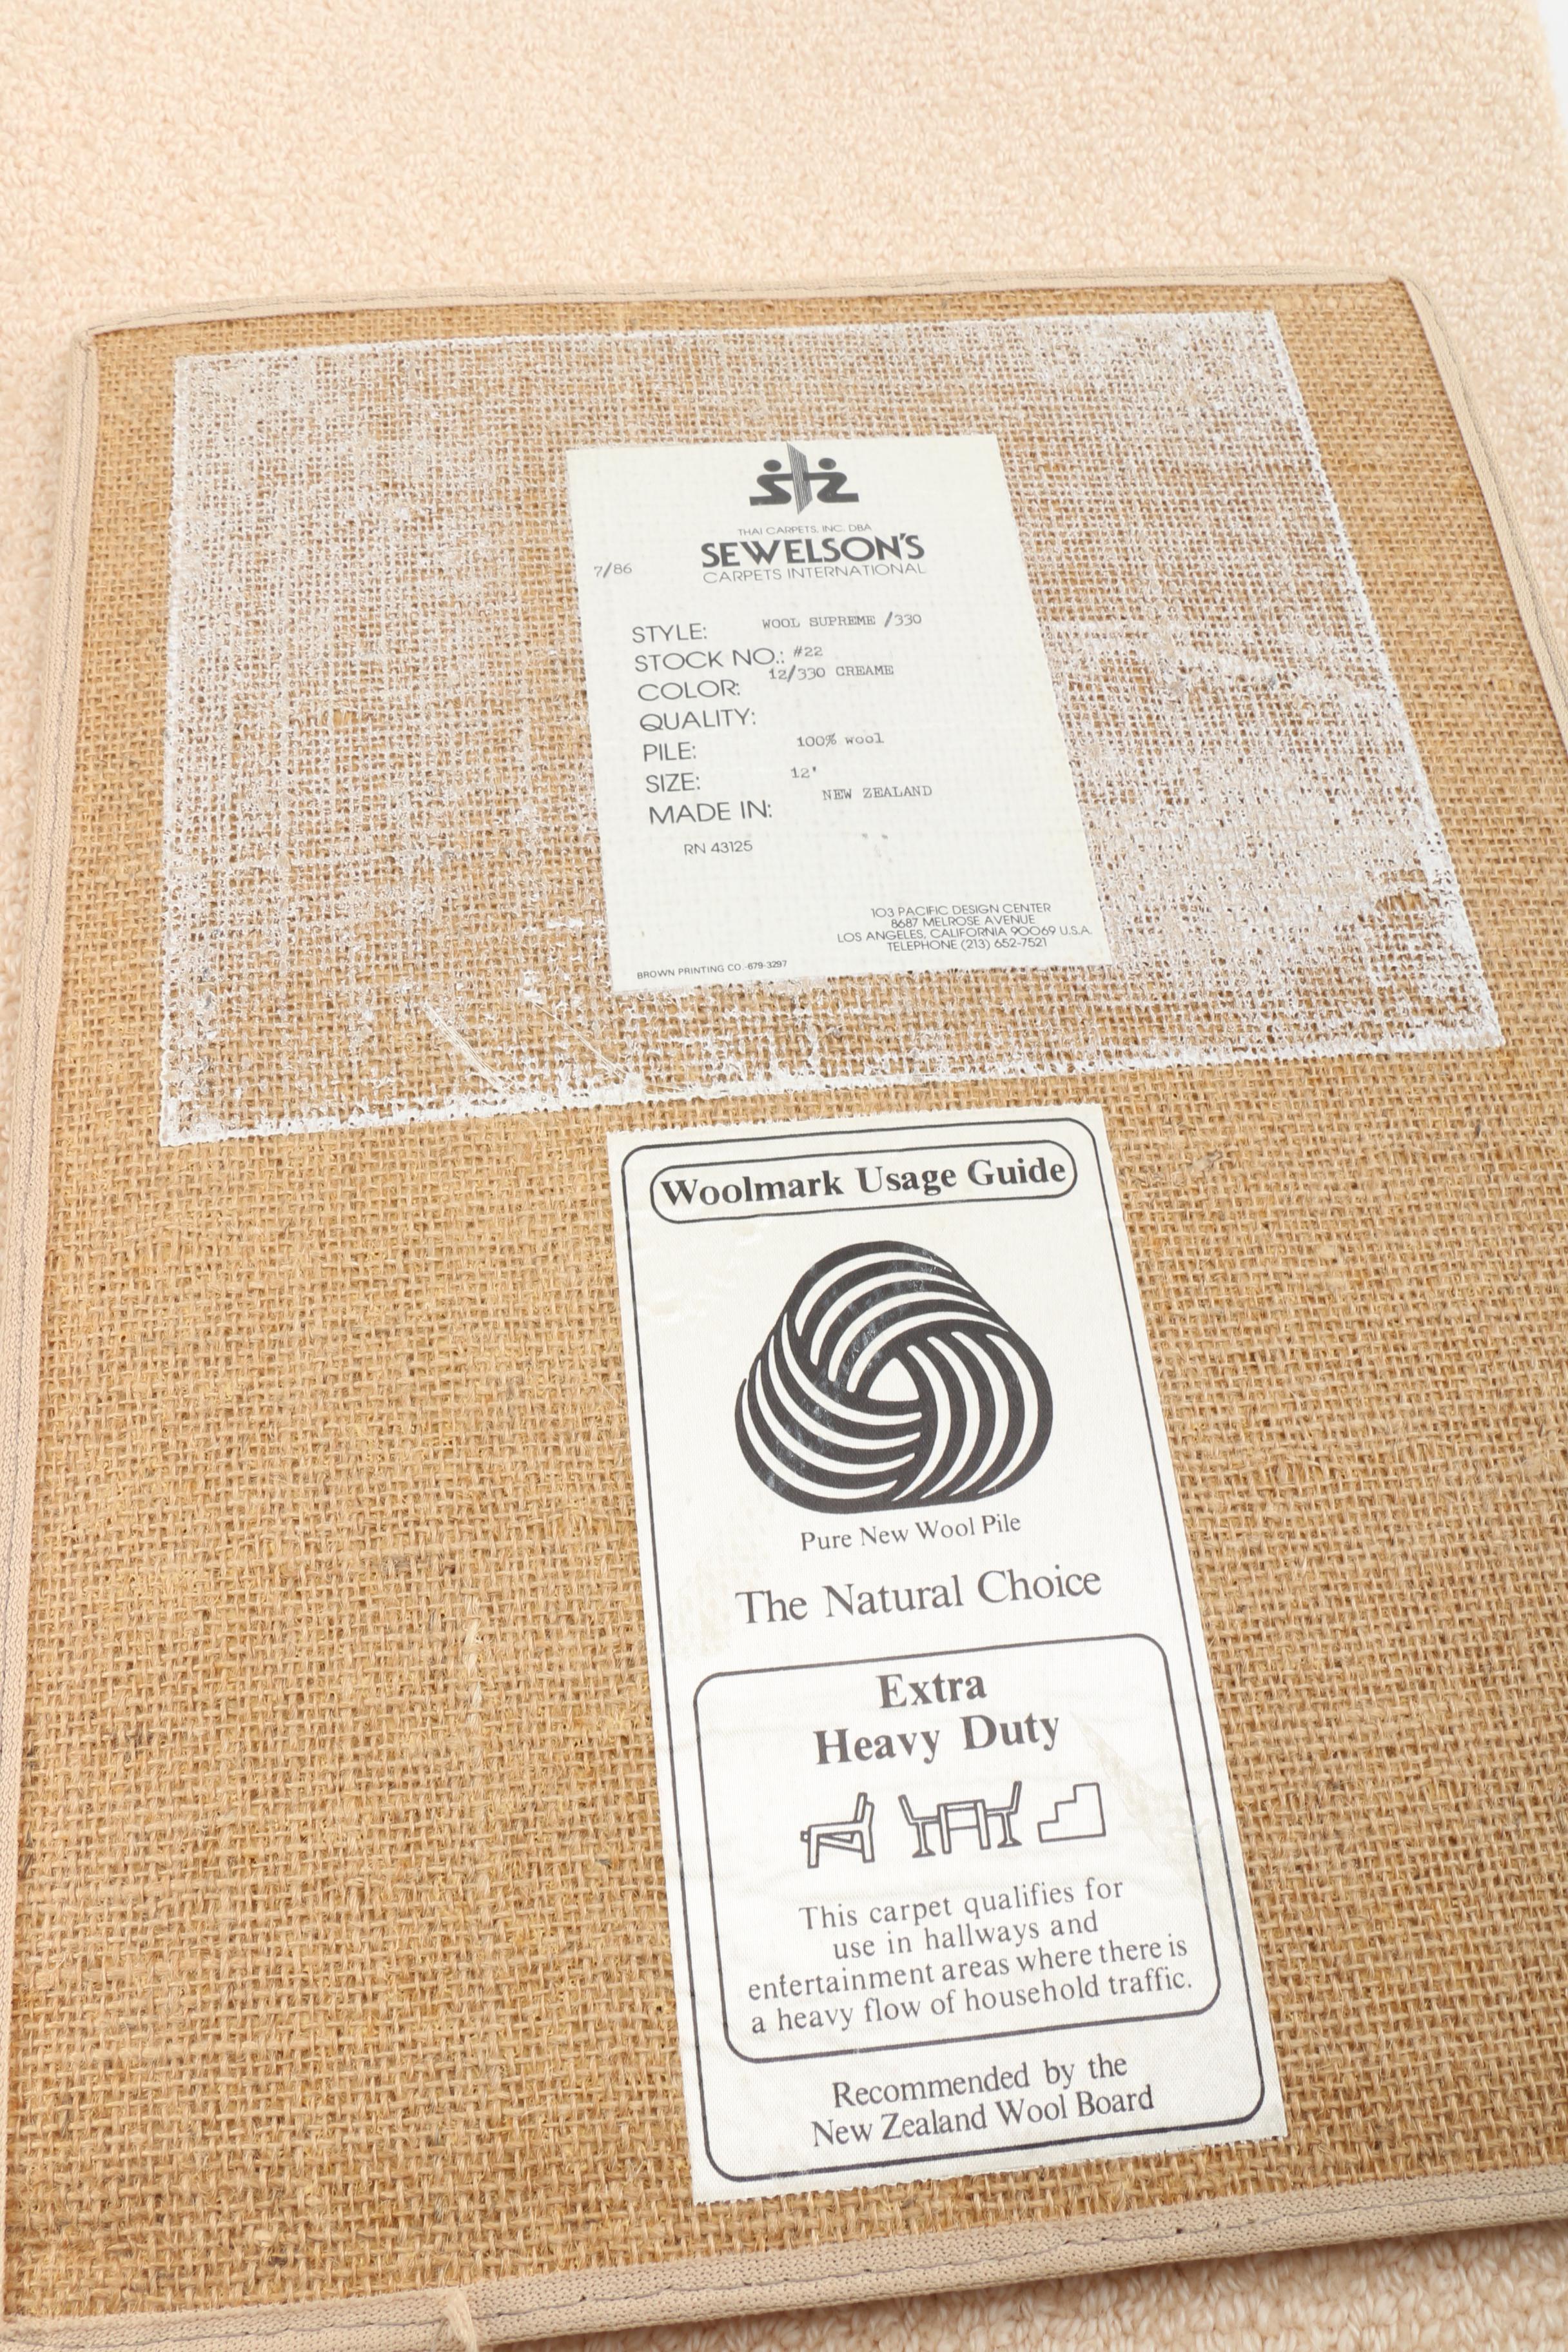 THAI CARPETS, INC. DBA
SEWELSON'S
CARPETS INTERNATIONAL
7/86
STYLE: WOOL SUPREME /330
STOCK NO.: #22
COLOR: 12/330 CREAME
QUALITY:
PILE: 100% wool
SIZE: 12'
MADE IN: NEW ZEALAND
RN 43125
103 PACIFIC DESIGN CENTER
8687 MELROSE AVENUE
LOS ANGELES, CALIFORNIA 90069 U.S.A.
TELEPHONE (213) 652-7521
BROWN PRINTING CO.-679-3297
Woolmark Usage Guide
Pure New Wool Pile
The Natural Choice
Extra
Heavy Duty
This carpet qualifies for
use in hallways and
entertainment areas where there is
a heavy flow of household traffic.
Recommended by the
New Zealand Wool Board